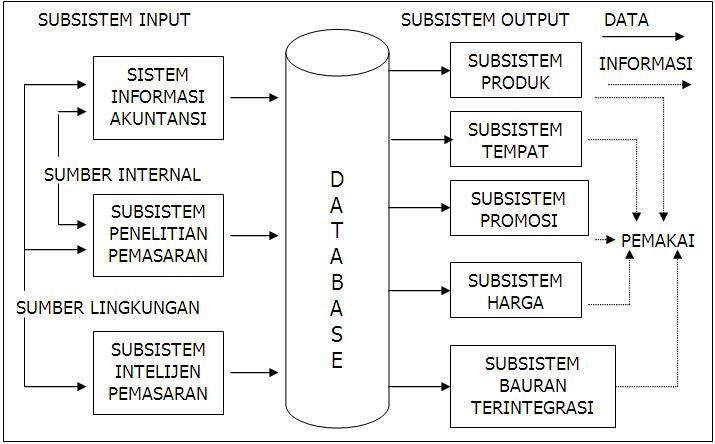 SUBSISTEM INPUT
SUBSISTEM OUTPUT
DATA
INFORMASI
SISTEM
INFORMASI
AKUNTANSI
SUMBER INTERNAL
SUBSISTEM
PENELITIAN
PEMASARAN
SUMBER LINGKUNGAN
SUBSISTEM
INTELIJEN
PEMASARAN
DATABASE
SUBSISTEM
PRODUK
SUBSISTEM
TEMPAT
SUBSISTEM
PROMOSI
SUBSISTEM
HARGA
SUBSISTEM
BAURAN
TERINTEGRASI
PEMAKAI